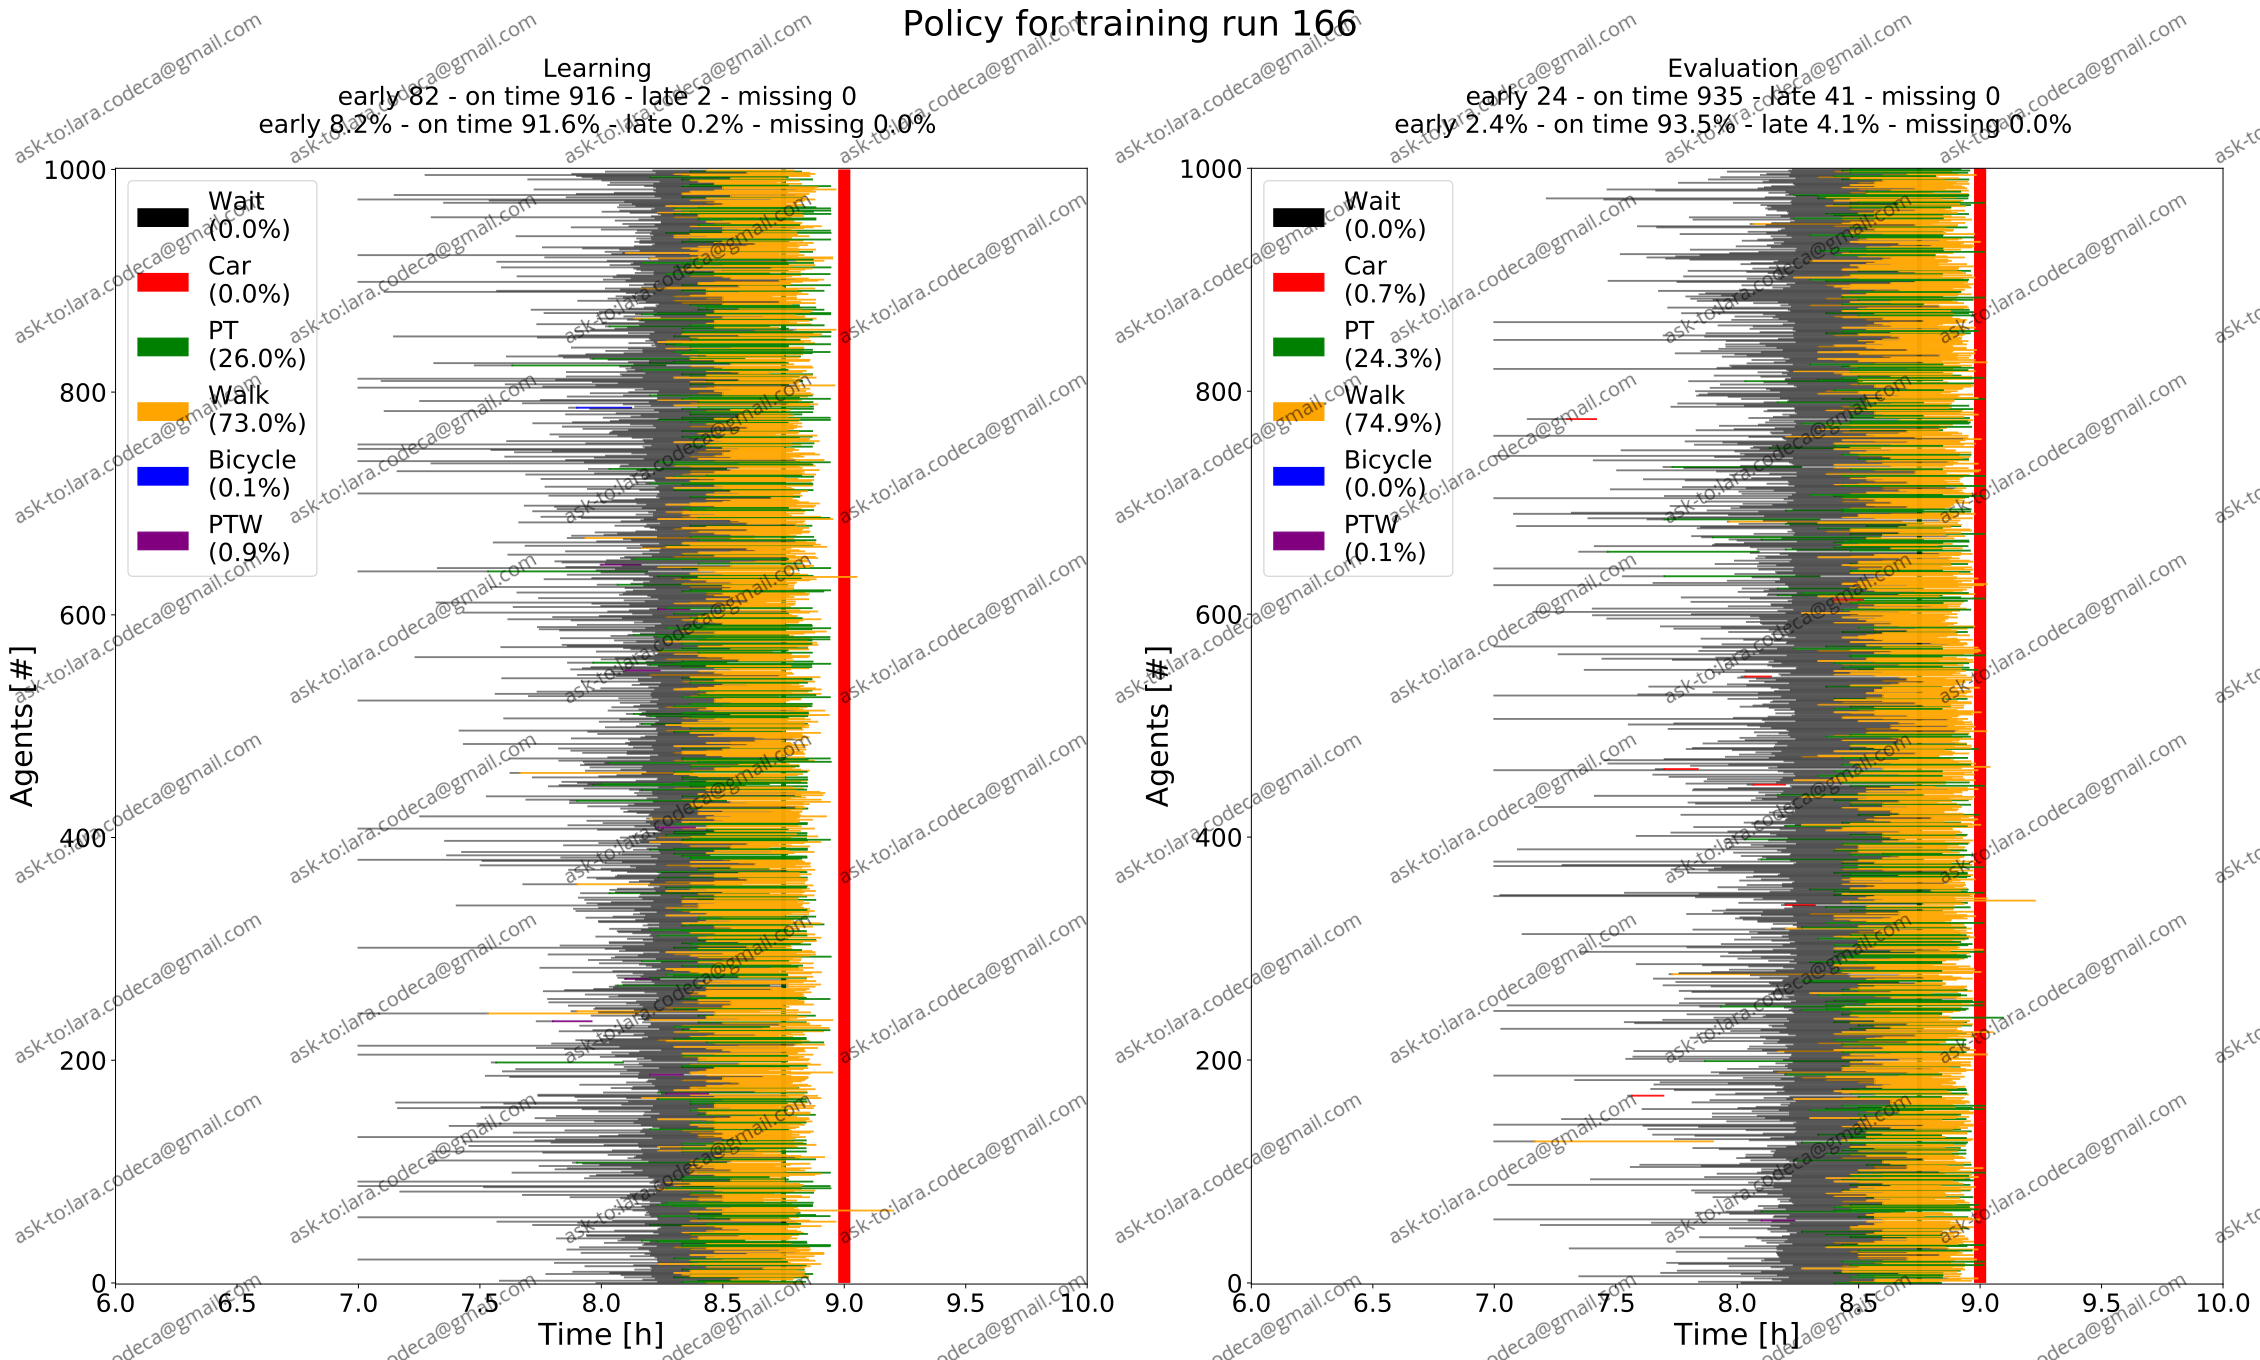 Policy for training run 166
Learning
early 82 - on time 916 - late 2 - missing 0
early 8.2% - on time 91.6% - late 0.2% - missing 0.0%
1000
800
600
400
200
0
Agents [#]
Wait
(0.0%)
Car
(0.0%)
PT
(26.0%)
Walk
(73.0%)
Bicycle
(0.1%)
PTW
(0.9%)
6.0 6.5 7.0 7.5 8.0 8.5 9.0 9.5 10.0
Time [h]
Evaluation
early 24 - on time 935 - late 41 - missing 0
early 2.4% - on time 93.5% - late 4.1% - missing 0.0%
1000
800
600
400
200
0
Agents [#]
Wait
(0.0%)
Car
(0.7%)
PT
(24.3%)
Walk
(74.9%)
Bicycle
(0.0%)
PTW
(0.1%)
6.0 6.5 7.0 7.5 8.0 8.5 9.0 9.5 10.0
Time [h]
ask-to:lara.codeca@gmail.com